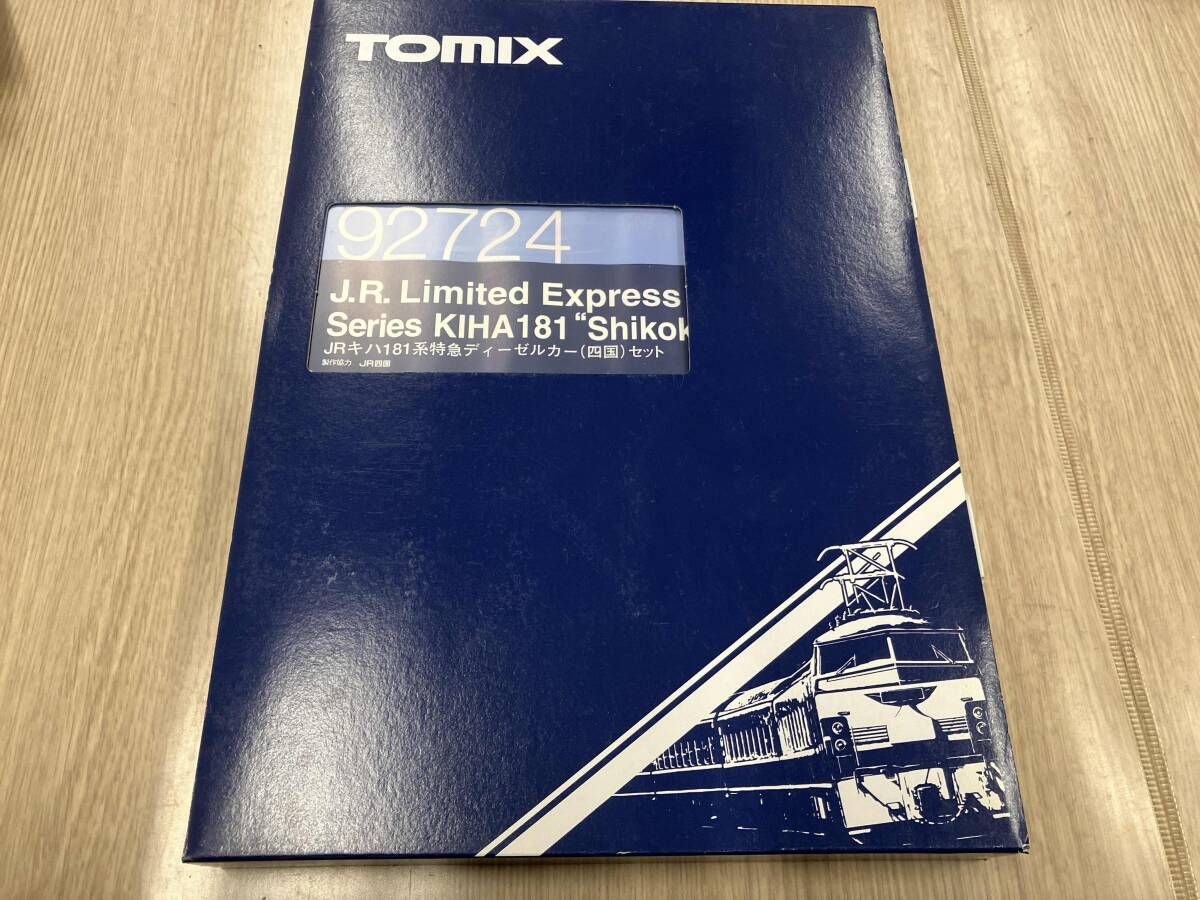 TOMIX
92724
J.R. Limited Express
Series KIHA181 “Shikok
JRキハ181系特急ディーゼルカー(四国)セット
製作協力 JR四国